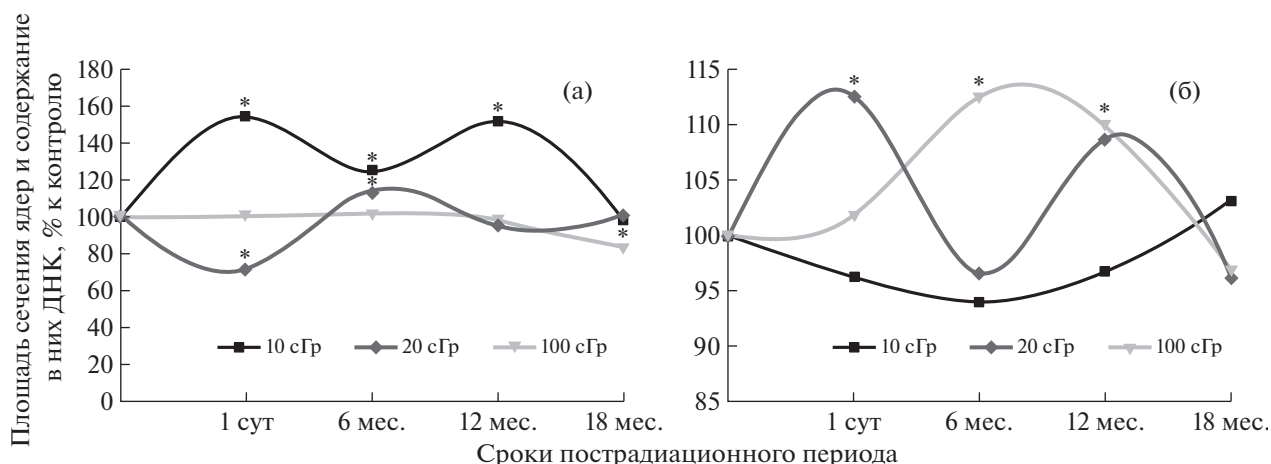 Площадь сечения ядер и содержание
в них ДНК, % к контролю
180
160
140
120
100
80
60
40
20
0
(а)
*
*
*
*
*
*
10 сГр
20 сГр
100 сГр
1 сут
6 мес.
12 мес.
18 мес.
115
110
105
100
95
90
85
(б)
*
*
*
10 сГр
20 сГр
100 сГр
1 сут
6 мес.
12 мес.
18 мес.
Сроки пострадиационного периода